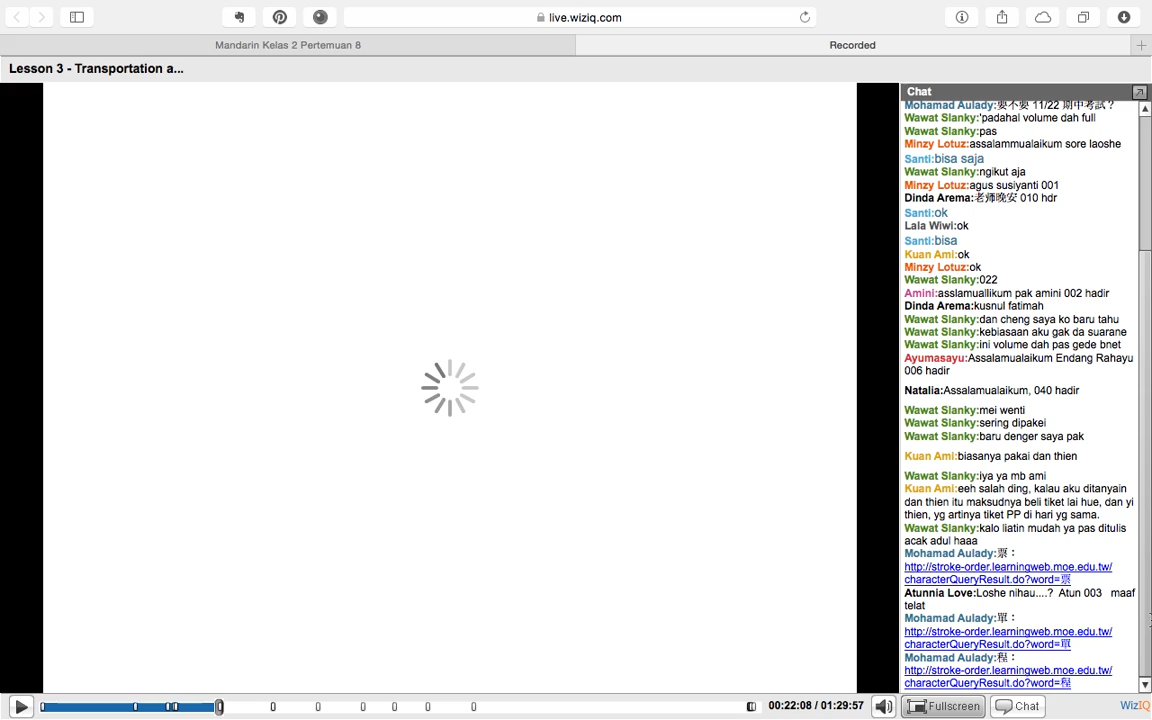 live.wiziq.com
Mandarin Kelas 2 Pertemuan 8
Recorded
Lesson 3 - Transportation a...
Chat
Mohamad Aulady:要不要 11/22 期中考試？
Wawat Slanky:'padahal volume dah full
Wawat Slanky:pas
Minzy Lotuz:assalammualaikum sore laoshe
Santi:bisa saja
Wawat Slanky:ngikut aja
Minzy Lotuz:agus susiyanti 001
Dinda Arema:老师晚安 010 hdr
Santi:ok
Lala Wiwi:ok
Santi:bisa
Kuan Ami:ok
Minzy Lotuz:ok
Wawat Slanky:022
Amini:asslamuallikum pak amini 002 hadir
Dinda Arema:kusnul fatimah
Wawat Slanky:dan cheng saya ko baru tahu
Wawat Slanky:kebiasaan aku gak da suarane
Wawat Slanky:ini volume dah pas gede bnet
Ayumasayu:Assalamualaikum Endang Rahayu
006 hadir
Natalia:Assalamualaikum, 040 hadir
Wawat Slanky:mei wenti
Wawat Slanky:sering dipakei
Wawat Slanky:baru denger saya pak
Kuan Ami:biasanya pakai dan thien
Wawat Slanky:iya ya mb ami
Kuan Ami:eeh salah ding, kalau aku ditanyain
dan thien itu maksudnya beli tiket lai hue, dan yi
thien, yg artinya tiket PP di hari yg sama.
Wawat Slanky:kalo liatin mudah ya pas ditulis
acak adul haaa
Mohamad Aulady:票：
http://stroke-order.learningweb.moe.edu.tw/
characterQueryResult.do?word=票
Atunnia Love:Loshe nihau....? Atun 003 maaf
telat
Mohamad Aulady:單：
http://stroke-order.learningweb.moe.edu.tw/
characterQueryResult.do?word=單
Mohamad Aulady:程：
http://stroke-order.learningweb.moe.edu.tw/
characterQueryResult.do?word=程
00:22:08 / 01:29:57
Fullscreen
Chat
WizIQ